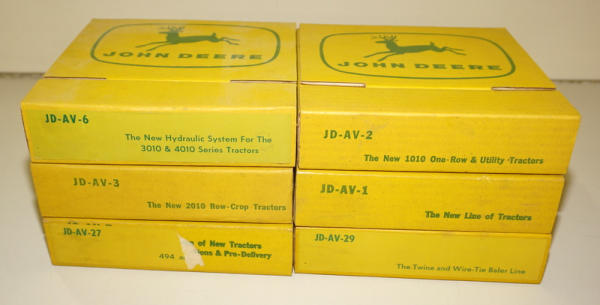 JOHN DEERE
JD-AV-6
The New Hydraulic System For The
3010 & 4010 Series Tractors
JD-AV-3
The New 2010 Row-Crop Tractors
JD-AV-27
of New Tractors
494 & Pre-Delivery
JOHN DEERE
JD-AV-2
The New 1010 One-Row & Utility Tractors
JD-AV-1
The New Line of Tractors
JD-AV-29
The Twine and Wire-Tie Baler Line